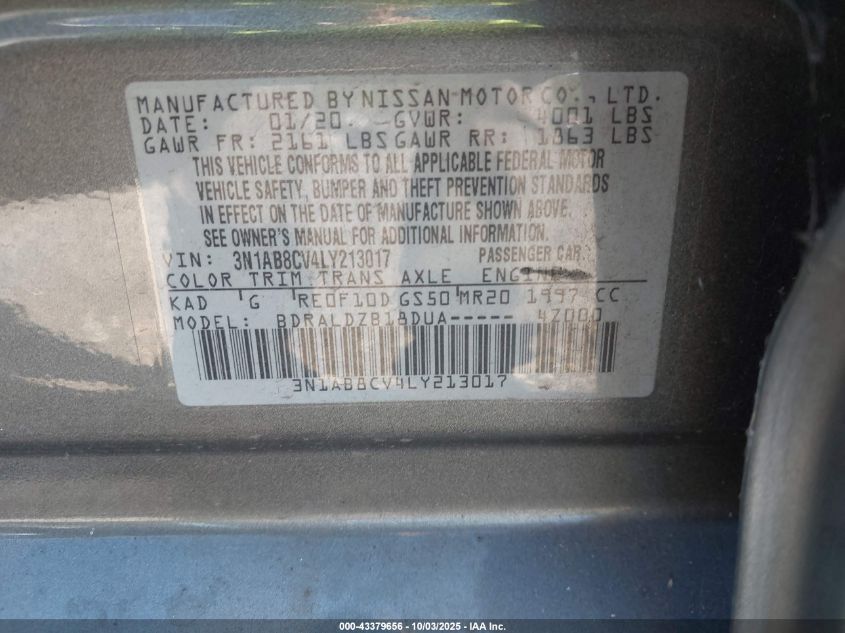 MANUFACTURED BY NISSAN MOTOR CO., LTD.
DATE: 01/20 GVWR: 4001 LBS
GAWR FR: 2161 LBS GAWR RR: 1863 LBS
THIS VEHICLE CONFORMS TO ALL APPLICABLE FEDERAL MOTOR
VEHICLE SAFETY, BUMPER AND THEFT PREVENTION STANDARDS
IN EFFECT ON THE DATE OF MANUFACTURE SHOWN ABOVE.
SEE OWNER'S MANUAL FOR ADDITIONAL INFORMATION.
VIN: 3N1AB8CV4LY213017 PASSENGER CAR
COLOR TRIM TRANS AXLE ENGINE
KAD G RE0F10D GS50 MR20 1997 CC
MODEL: BDRALDZB18DUA----- 4Z000
3N1AB8CV4LY213017
000-43379656 - 10/03/2025 - IAA Inc.